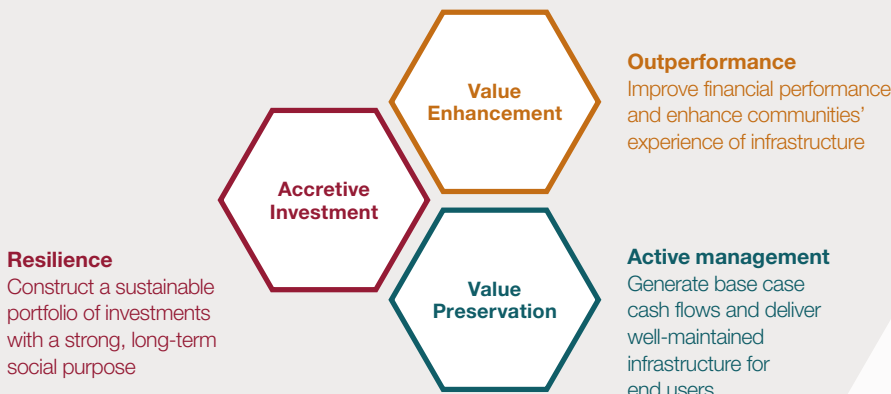 Value
Enhancement
Outperformance
Improve financial performance
and enhance communities’
experience of infrastructure
Accretive
Investment
Resilience
Construct a sustainable
portfolio of investments
with a strong, long-term
social purpose
Value
Preservation
Active management
Generate base case
cash flows and deliver
well-maintained
infrastructure for
end users